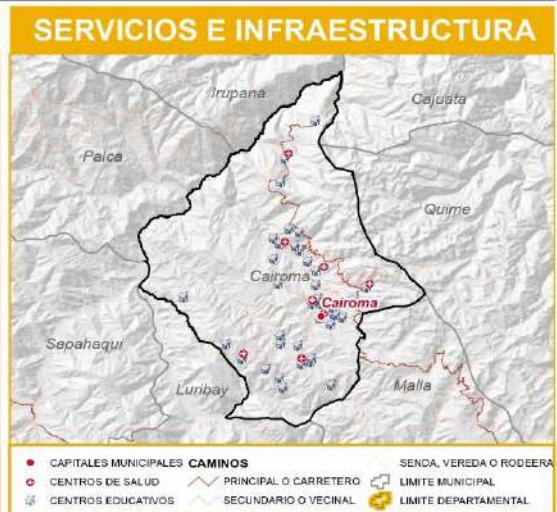 SERVICIOS E INFRAESTRUCTURA
Irupana
Cajuata
Palca
Quime
Cairoma
Cairoma
Sapahaqui
Luribay
Malla
CAPITALES MUNICIPALES CAMINOS SENDA, VEREDA O RODEERA
CENTROS DE SALUD PRINCIPAL O CARRETERO LIMITE MUNICIPAL
CENTROS EDUCATIVOS SECUNDARIO O VECINAL LIMITE DEPARTAMENTAL